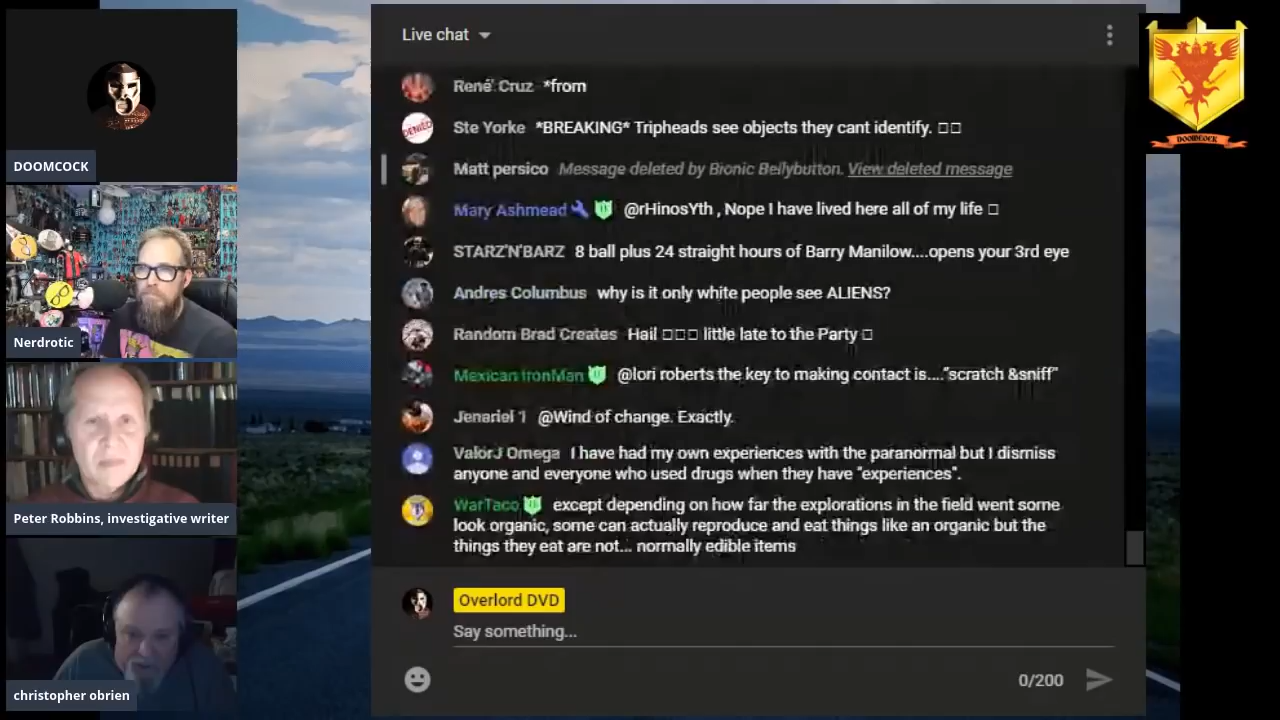 DOOMCOCK
Nerdrotic
Peter Robbins, investigative writer
christopher obrien
Live chat
René Cruz *from
DENIED
Ste Yorke *BREAKING* Tripheads see objects they cant identify. □□
Matt persico Message deleted by Bionic Bellybutton. View deleted message
Mary Ashmead @rHinosYth , Nope I have lived here all of my life □
STARZ'N'BARZ 8 ball plus 24 straight hours of Barry Manilow....opens your 3rd eye
Andres Columbus why is it only white people see ALIENS?
Random Brad Creates Hail □□□ little late to the Party □
Mexican IronMan @lori roberts the key to making contact is...."scratch &sniff"
Jenariel 1 @Wind of change. Exactly.
ValorJ Omega I have had my own experiences with the paranormal but I dismiss
anyone and everyone who used drugs when they have "experiences".
WarTaco except depending on how far the explorations in the field went some
look organic, some can actually reproduce and eat things like an organic but the
things they eat are not... normally edible items
Overlord DVD
Say something...
0/200
DOOMCOCK